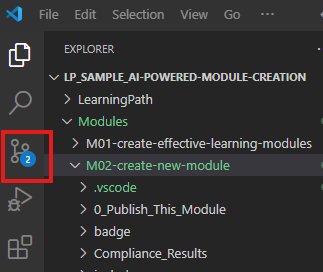 File Edit Selection View Go
EXPLORER
LP_SAMPLE_AI-POWERED-MODULE-CREATION
LearningPath
Modules
M01-create-effective-learning-modules
M02-create-new-module
2
.vscode
0_Publish_This_Module
badge
Compliance_Results